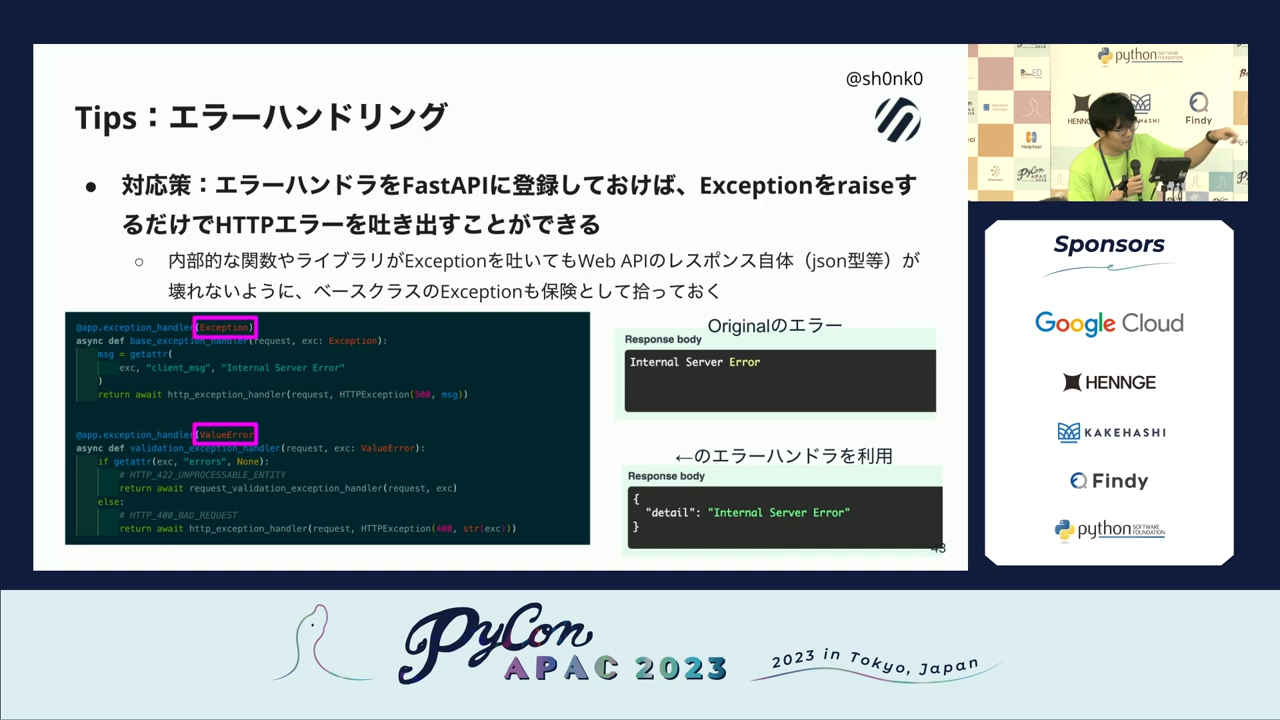 @sh0nk0
Tips：エラーハンドリング
● 対応策：エラーハンドラをFastAPIに登録しておけば、Exceptionをraiseす
るだけでHTTPエラーを吐き出すことができる
○ 内部的な関数やライブラリがExceptionを吐いてもWeb APIのレスポンス自体（json型等）が
壊れないように、ベースクラスのExceptionも保険として拾っておく
@app.exception_handler(Exception)
async def base_exception_handler(request, exc: Exception):
msg = getattr(
exc, "client_msg", "Internal Server Error"
)
return await http_exception_handler(request, HTTPException(500, msg))
@app.exception_handler(ValueError
async def validation_exception_handler(request, exc: ValueError):
if getattr(exc, "errors", None):
# HTTP_422_UNPROCESSABLE_ENTITY
return await request_validation_exception_handler(request, exc)
else:
# HTTP_400_BAD_REQUEST
return await http_exception_handler(request, HTTPException(400, str(exc)))
Originalのエラー
Response body
Internal Server Error
←のエラーハンドラを利用
Response body
{
"detail": "Internal Server Error"
}
43
python
HENNGE
Findy
Sponsors
Google Cloud
HENNGE
KAKEHASHI
Findy
python SOFTWARE FOUNDATION
PyCon
APAC 2023
2023 in Tokyo, Japan